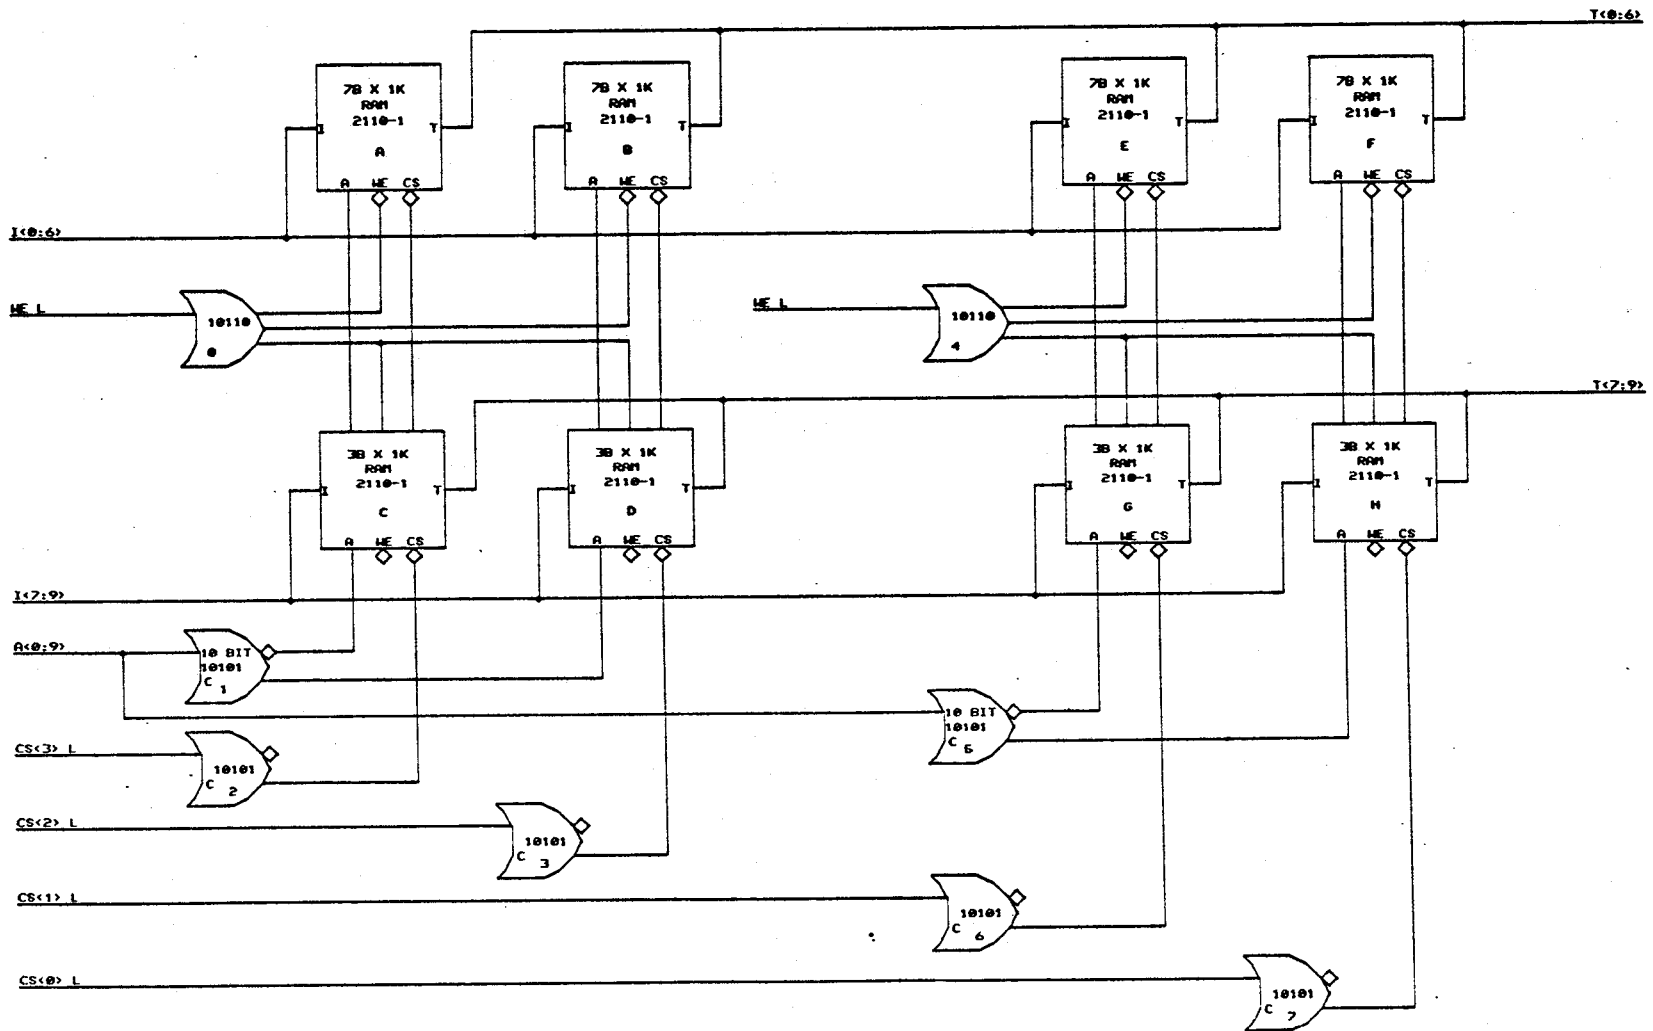 T<0:6>
7B X 1K
RAM
2110-1
I
T
A
A WE CS
7B X 1K
RAM
2110-1
I
T
B
A WE CS
7B X 1K
RAM
2110-1
I
T
E
A WE CS
7B X 1K
RAM
2110-1
I
T
F
A WE CS
I<0:6>
WE L
10110
0
WE L
10110
4
T<7:9>
3B X 1K
RAM
2110-1
I
T
C
A WE CS
3B X 1K
RAM
2110-1
I
T
D
A WE CS
3B X 1K
RAM
2110-1
I
T
G
A WE CS
3B X 1K
RAM
2110-1
I
T
H
A WE CS
I<7:9>
A<0:9>
10 BIT
10101
C 1
10 BIT
10101
C 5
CS<3> L
10101
C 2
CS<2> L
10101
C 3
CS<1> L
10101
C 6
CS<0> L
10101
C 7